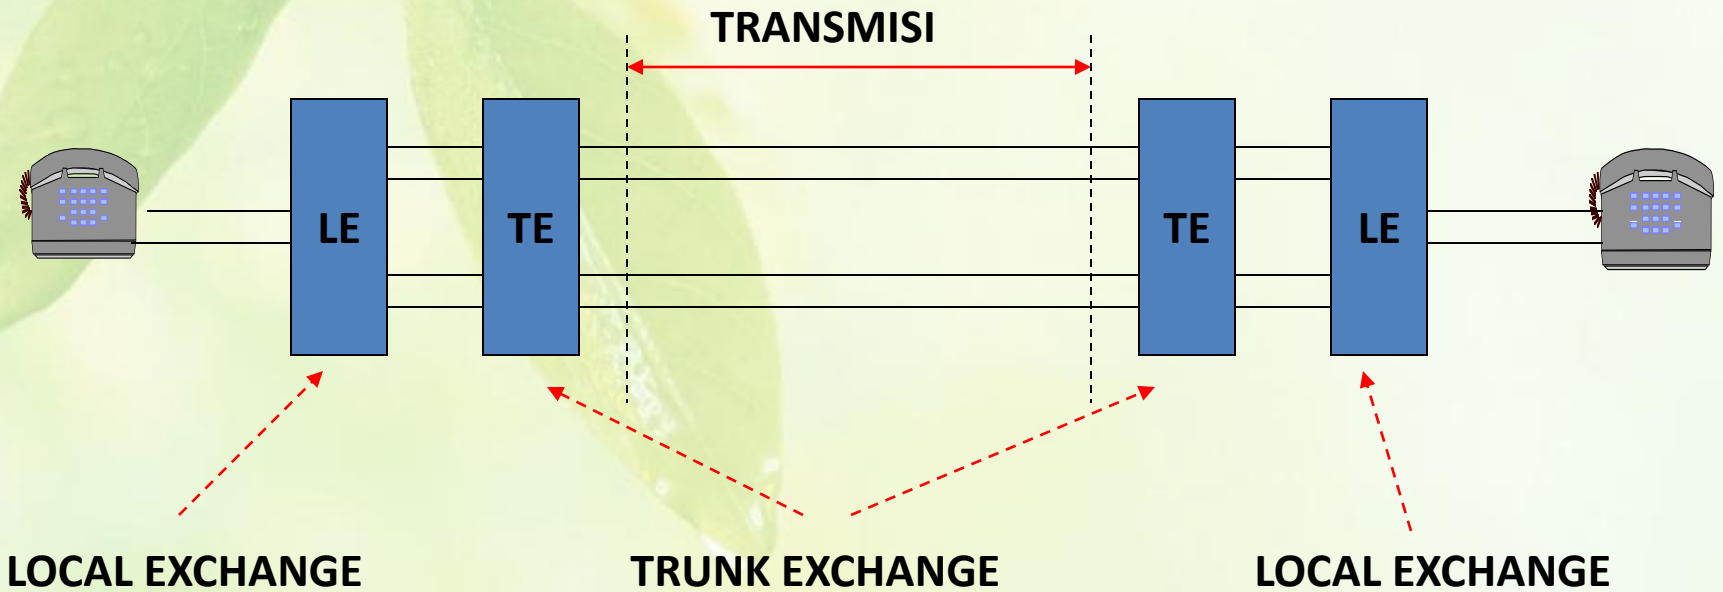 TRANSMISI
LE
TE
TE
LE
LOCAL EXCHANGE
TRUNK EXCHANGE
LOCAL EXCHANGE